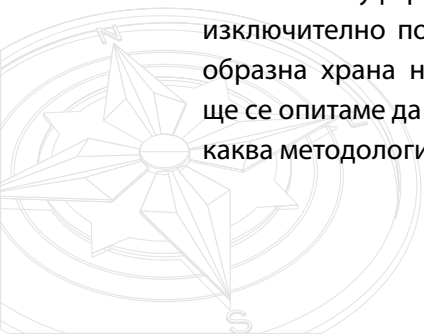 изключително по
образна храна н
ще се опитаме да
каква методологи
N
S